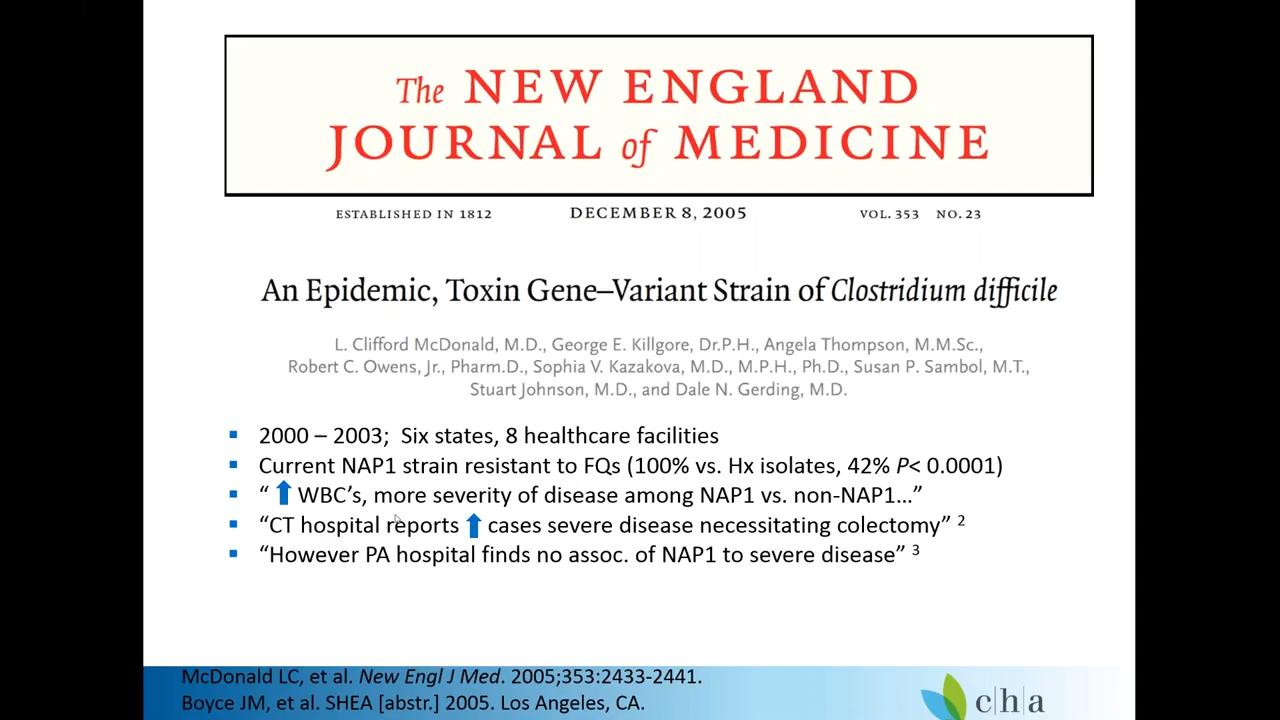 The NEW ENGLAND
JOURNAL of MEDICINE
ESTABLISHED IN 1812 DECEMBER 8, 2005 VOL. 353 NO. 23
An Epidemic, Toxin Gene–Variant Strain of Clostridium difficile
L. Clifford McDonald, M.D., George E. Killgore, Dr.P.H., Angela Thompson, M.M.Sc.,
Robert C. Owens, Jr., Pharm.D., Sophia V. Kazakova, M.D., M.P.H., Ph.D., Susan P. Sambol, M.T.,
Stuart Johnson, M.D., and Dale N. Gerding, M.D.
▪ 2000 – 2003; Six states, 8 healthcare facilities
▪ Current NAP1 strain resistant to FQs (100% vs. Hx isolates, 42% P< 0.0001)
▪ “ ⬆ WBC’s, more severity of disease among NAP1 vs. non-NAP1…”
▪ “CT hospital reports ⬆ cases severe disease necessitating colectomy” 2
▪ “However PA hospital finds no assoc. of NAP1 to severe disease” 3
McDonald LC, et al. New Engl J Med. 2005;353:2433-2441.
Boyce JM, et al. SHEA [abstr.] 2005. Los Angeles, CA.
c|h|a